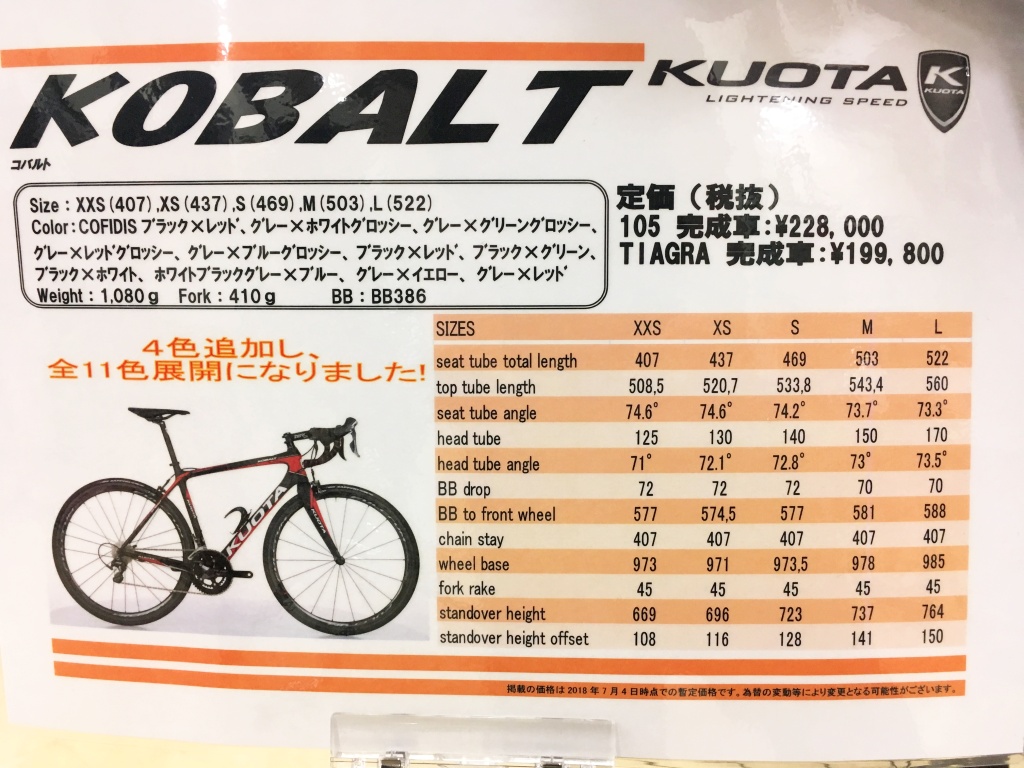 KOBALT
コバルト
KUOTA
LIGHTENING SPEED
K
KUOTA
Size : XXS (407) ,XS (437) ,S (469) ,M (503) ,L (522)
Color : COFIDIS ブラック×レッド、グレー×ホワイトグロッシー、グレー×グリーングロッシー、
グレー×レッドグロッシー、グレー×ブルーグロッシー、ブラック×レッド、ブラック×グリーン、
ブラック×ホワイト、ホワイトブラックグレー×ブルー、グレー×イエロー、グレー×レッド
Weight : 1,080g Fork : 410g BB : BB386
定価（税抜）
105 完成車:¥228,000
TIAGRA 完成車:¥199,800
4色追加し、
全11色展開になりました!
KUOTA
SIZES XXS XS S M L
seat tube total length 407 437 469 503 522
top tube length 508,5 520,7 533,8 543,4 560
seat tube angle 74.6° 74.6° 74.2° 73.7° 73.3°
head tube 125 130 140 150 170
head tube angle 71° 72.1° 72.8° 73° 73.5°
BB drop 72 72 72 70 70
BB to front wheel 577 574,5 577 581 588
chain stay 407 407 407 407 407
wheel base 973 971 973,5 978 985
fork rake 45 45 45 45 45
standover height 669 696 723 737 764
standover height offset 108 116 128 141 150
掲載の価格は2018年7月4日時点での暫定価格です。為替の変動等により変更となる可能性がございます。